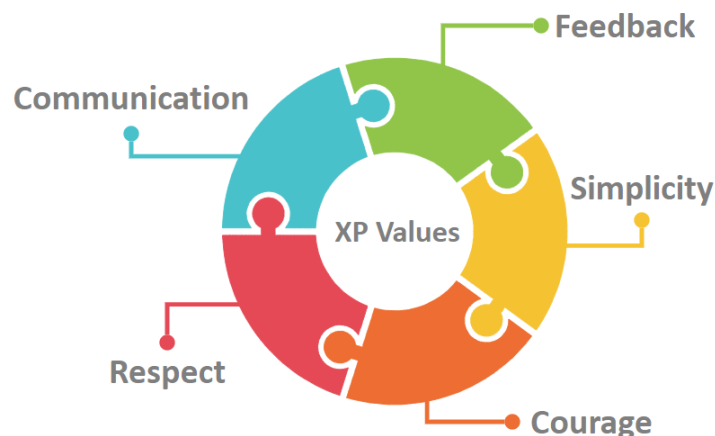 Feedback
Communication
Simplicity
XP Values
Respect
Courage